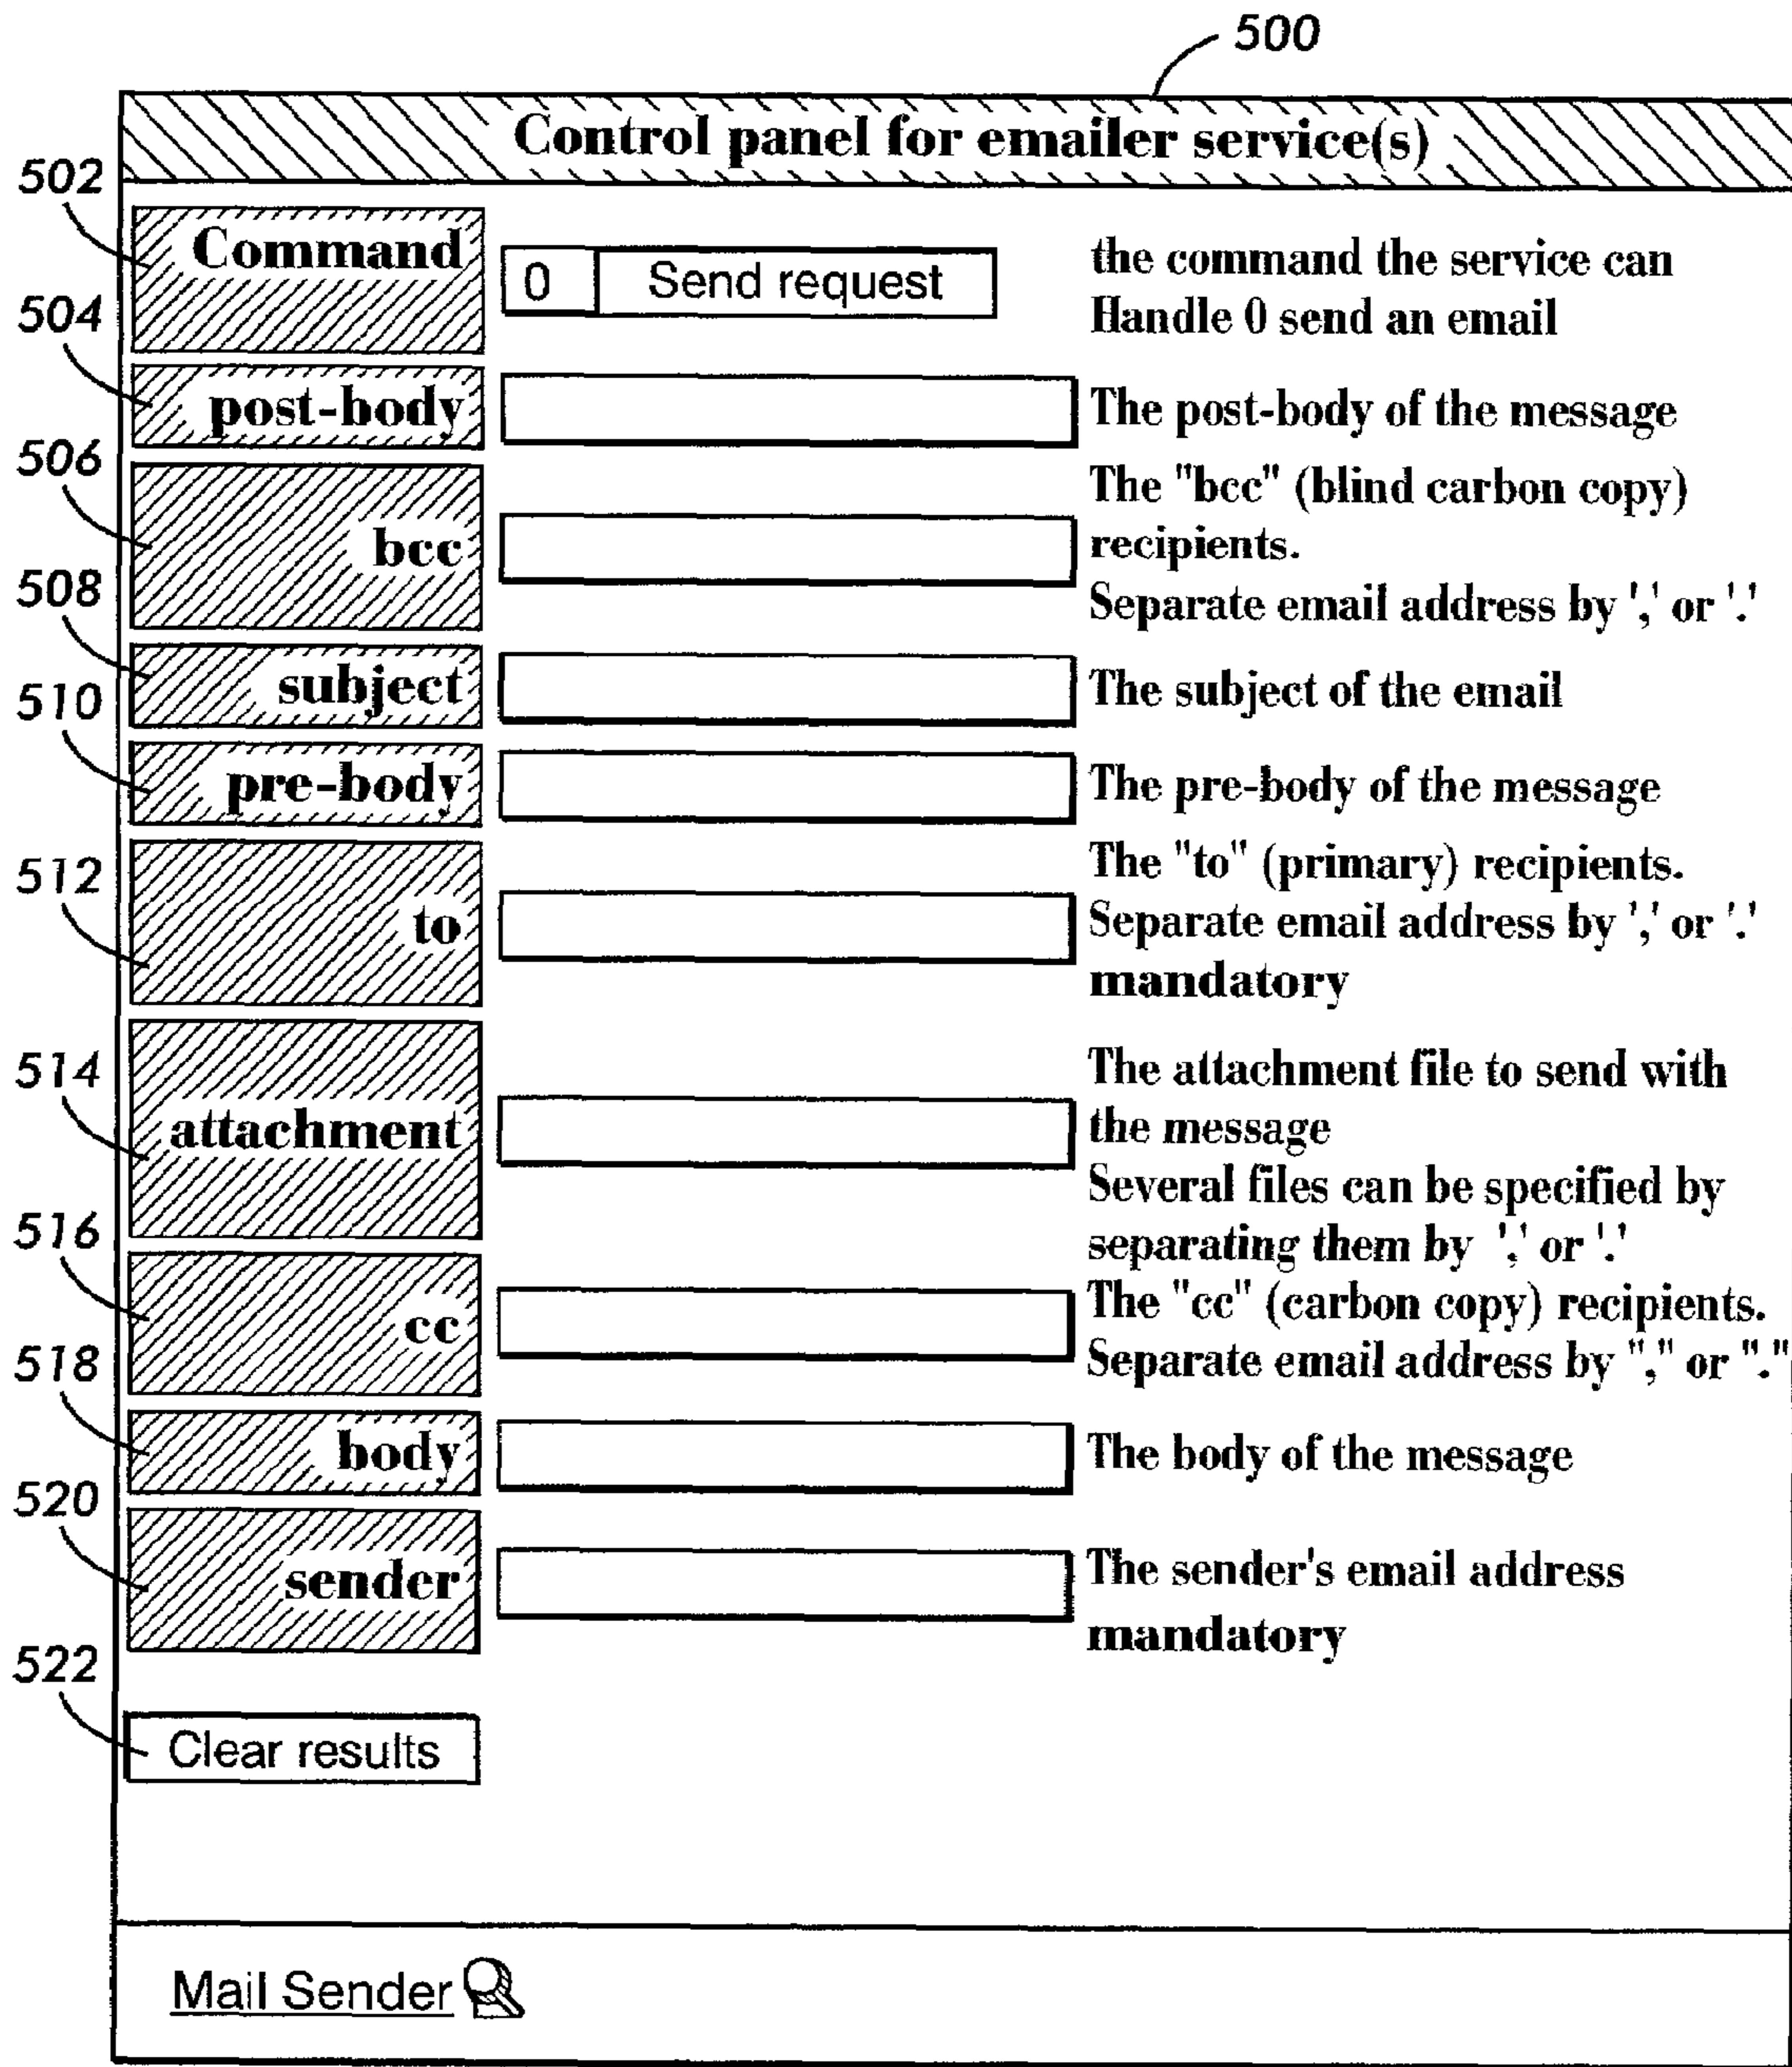 500
Control panel for emailer service(s)
502
Command
0 Send request
the command the service can
Handle 0 send an email
504
post-body
The post-body of the message
506
bcc
The "bcc" (blind carbon copy)
recipients.
Separate email address by ',' or '.'
508
subject
The subject of the email
510
pre-body
The pre-body of the message
512
to
The "to" (primary) recipients.
Separate email address by ',' or '.'
mandatory
514
attachment
The attachment file to send with
the message
Several files can be specified by
separating them by ',' or '.'
516
cc
The "cc" (carbon copy) recipients.
Separate email address by "," or "."
518
body
The body of the message
520
sender
The sender's email address
mandatory
522
Clear results
Mail Sender